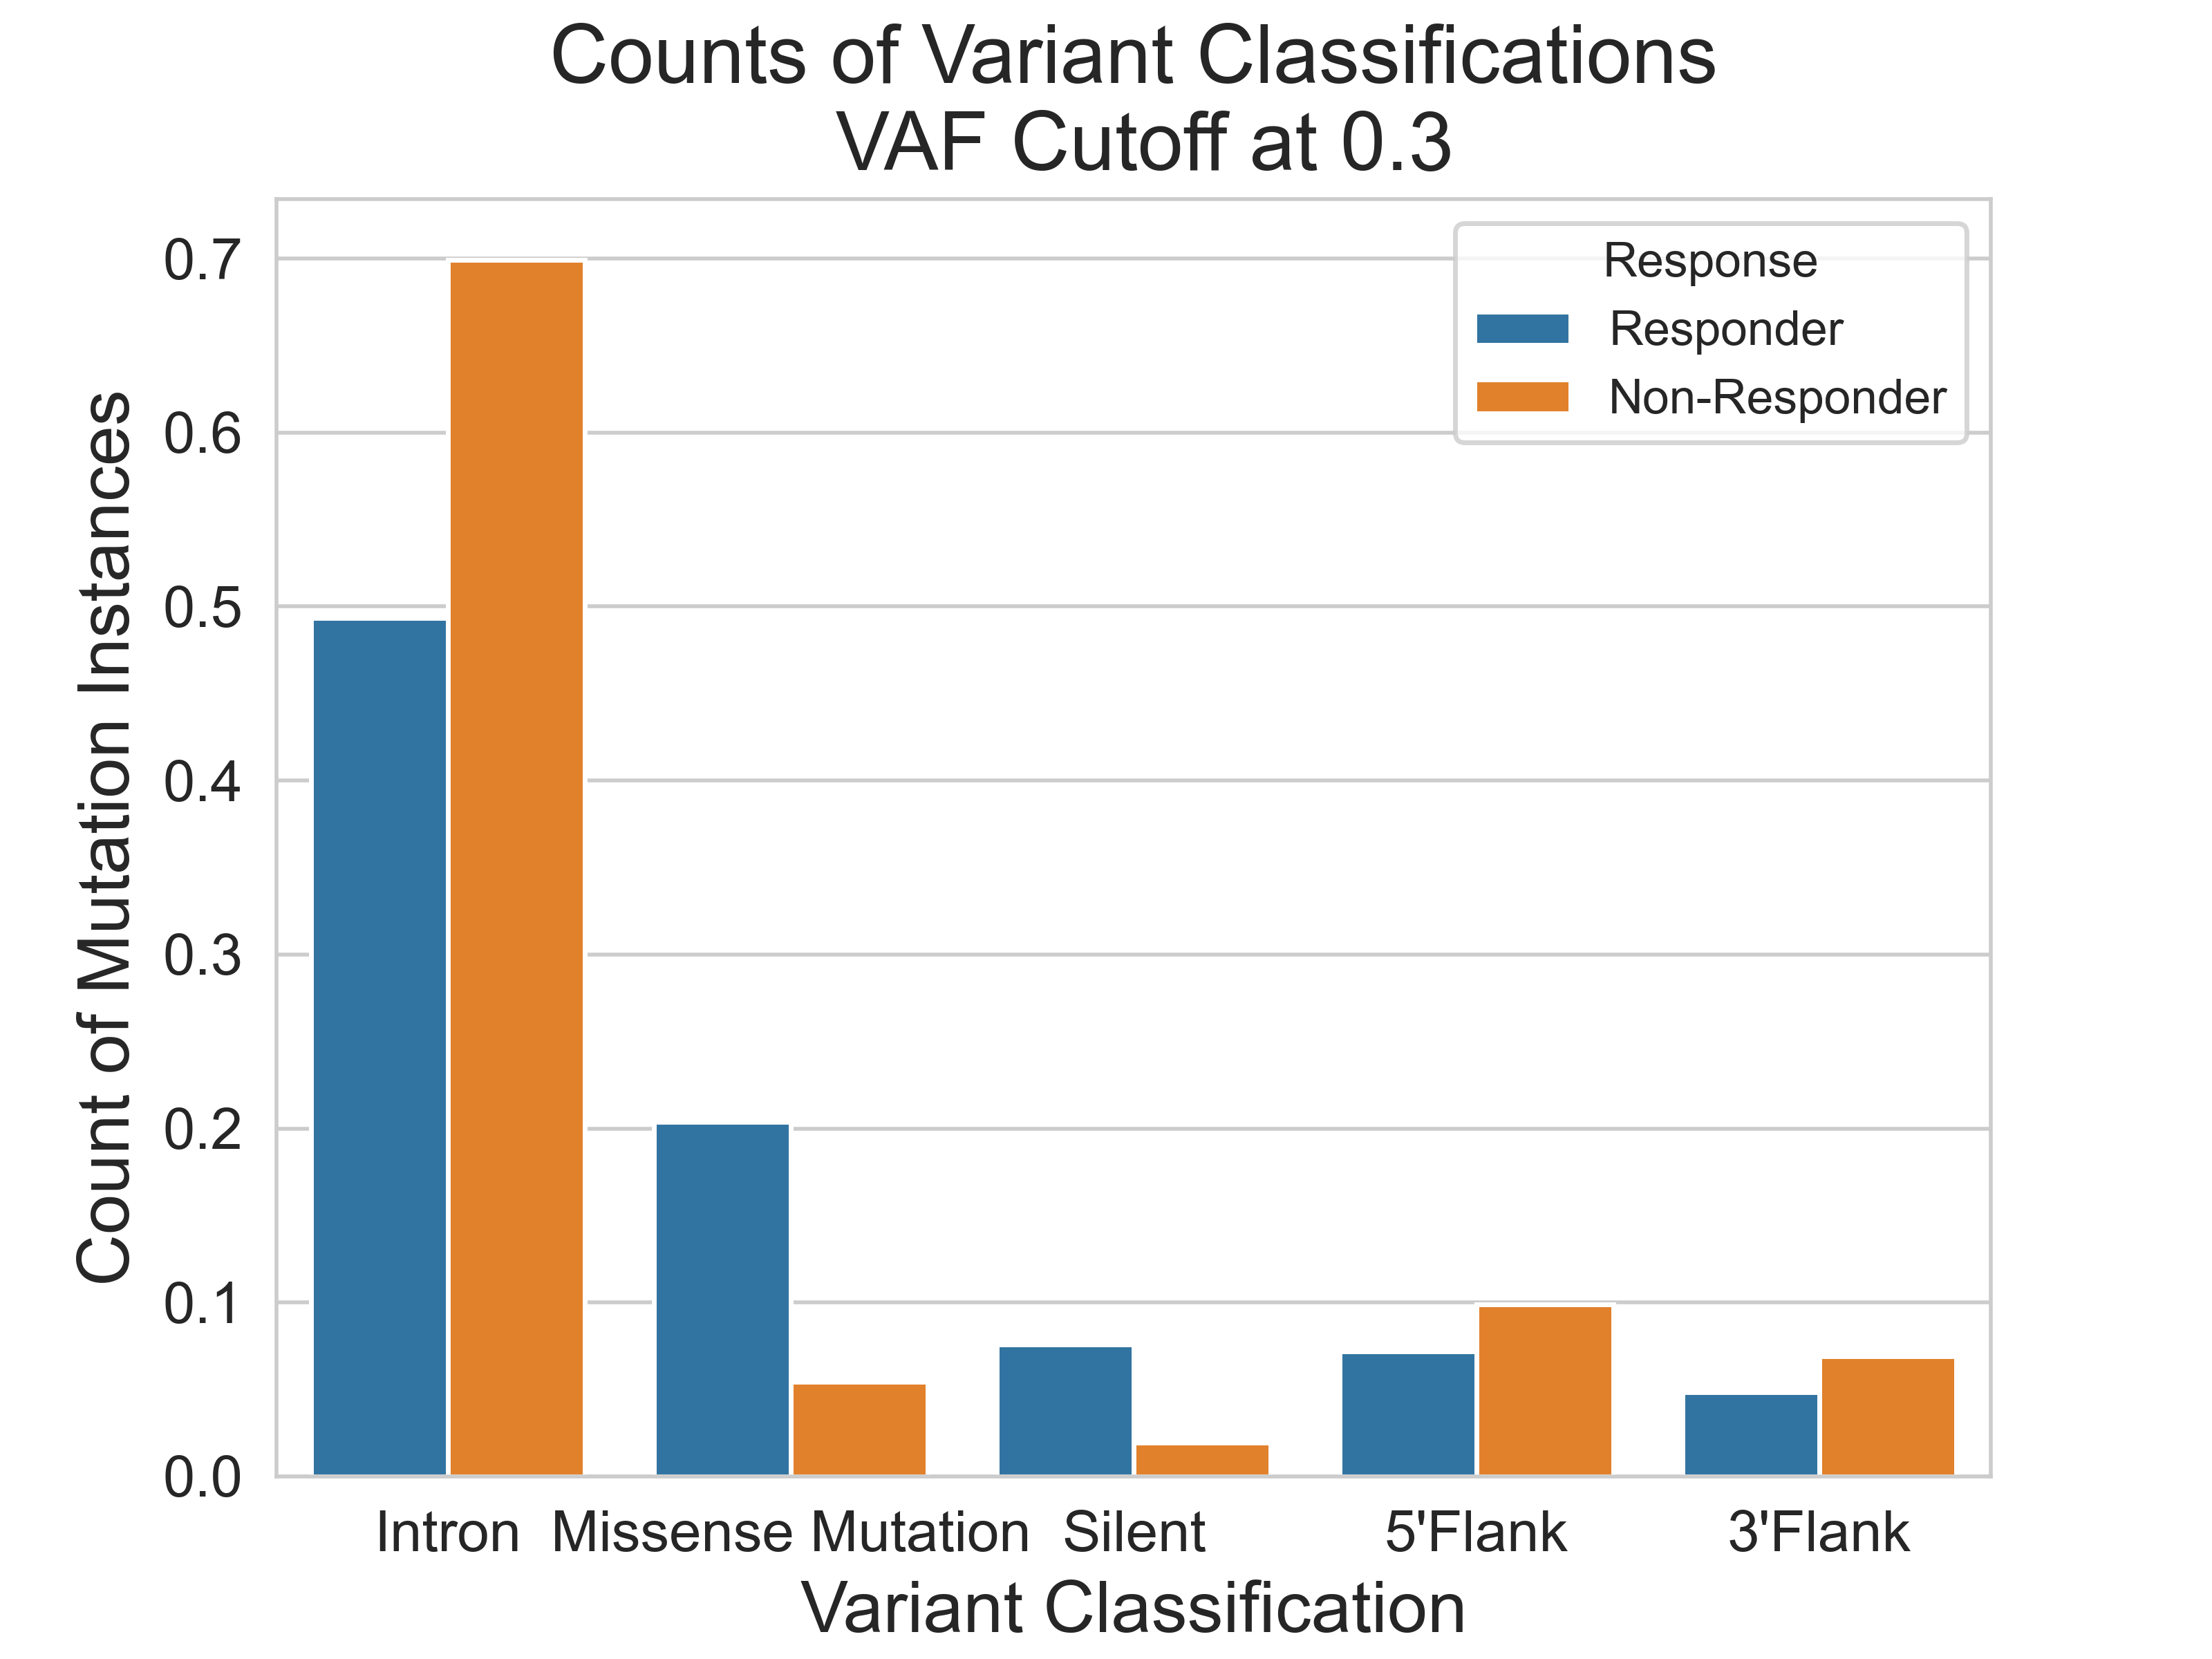 Counts of Variant Classifications
VAF Cutoff at 0.3
0.7
0.6
0.5
0.4
0.3
0.2
0.1
0.0
Count of Mutation Instances
Response
Responder
Non-Responder
Intron Missense Mutation Silent 5'Flank 3'Flank
Variant Classification